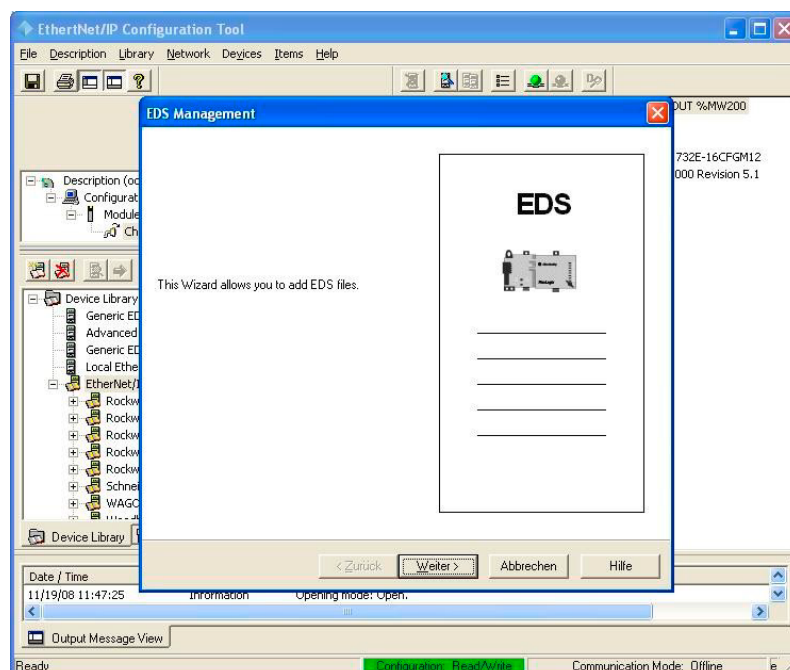 EthertNet/IP Configuration Tool
File Description Library Network Devices Items Help
EDS Management
OUT %MW200
732E-16CFGM12
000 Revision 5.1
Description (oc
Configurat
Module
Ch
EDS
This Wizard allows you to add EDS files.
Device Library
Generic ED
Advanced
Generic ED
Local Ethe
EtherNet/I
Rockw
Rockw
Rockw
Rockw
Rockw
Schnei
WAGO
Device Library
< Zurück Weiter > Abbrechen Hilfe
Date / Time
11/19/08 11:47:25 Information Opening mode: Open.
Output Message View
Ready Configuration: Read/Write Communication Mode: Offline e